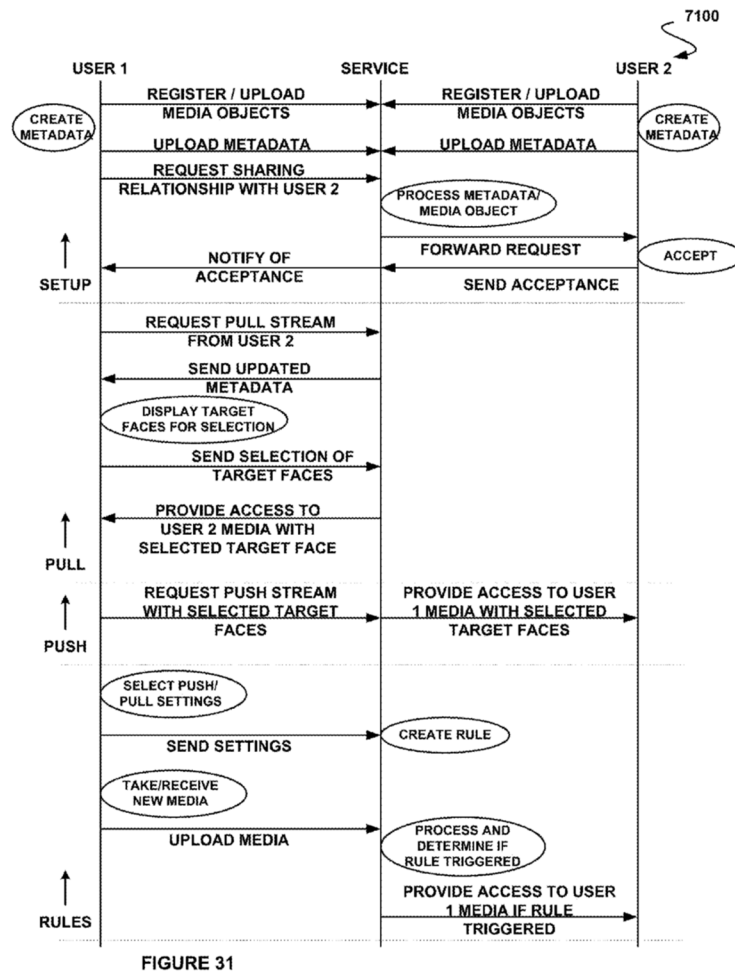 7100
USER 1 SERVICE USER 2
REGISTER / UPLOAD
MEDIA OBJECTS
REGISTER / UPLOAD
MEDIA OBJECTS
CREATE
METADATA
CREATE
METADATA
UPLOAD METADATA
UPLOAD METADATA
REQUEST SHARING
RELATIONSHIP WITH USER 2
PROCESS METADATA/
MEDIA OBJECT
FORWARD REQUEST
ACCEPT
NOTIFY OF
ACCEPTANCE
SEND ACCEPTANCE
SETUP
REQUEST PULL STREAM
FROM USER 2
SEND UPDATED
METADATA
DISPLAY TARGET
FACES FOR SELECTION
SEND SELECTION OF
TARGET FACES
PROVIDE ACCESS TO
USER 2 MEDIA WITH
SELECTED TARGET FACE
PULL
REQUEST PUSH STREAM
WITH SELECTED TARGET
FACES
PROVIDE ACCESS TO USER
1 MEDIA WITH SELECTED
TARGET FACES
PUSH
SELECT PUSH/
PULL SETTINGS
SEND SETTINGS
CREATE RULE
TAKE/RECEIVE
NEW MEDIA
UPLOAD MEDIA
PROCESS AND
DETERMINE IF
RULE TRIGGERED
PROVIDE ACCESS TO USER
1 MEDIA IF RULE
TRIGGERED
RULES
FIGURE 31